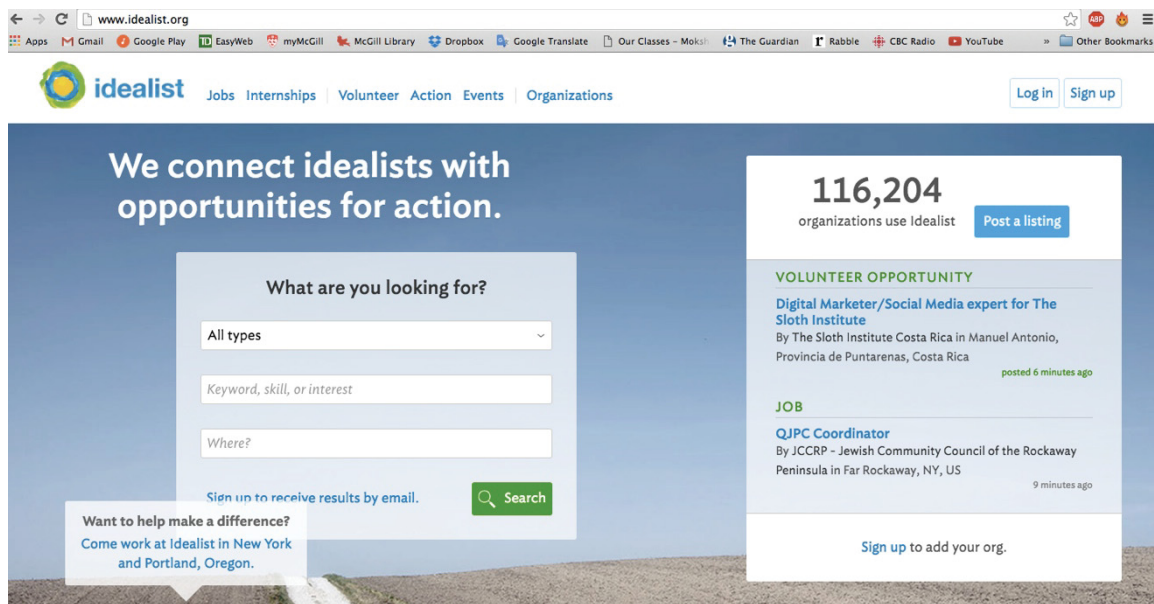 www.idealist.org
ABP
Apps Gmail Google Play TD EasyWeb myMcGill McGill Library Dropbox Google Translate Our Classes - Moksh The Guardian r Rabble CBC Radio YouTube » Other Bookmarks
idealist Jobs Internships Volunteer Action Events Organizations Log in Sign up
We connect idealists with
opportunities for action.
What are you looking for?
All types
Keyword, skill, or interest
Where?
Sign up to receive results by email.
Search
Want to help make a difference?
Come work at Idealist in New York
and Portland, Oregon.
116,204
organizations use Idealist
Post a listing
VOLUNTEER OPPORTUNITY
Digital Marketer/Social Media expert for The
Sloth Institute
By The Sloth Institute Costa Rica in Manuel Antonio,
Provincia de Puntarenas, Costa Rica
posted 6 minutes ago
JOB
QJPC Coordinator
By JCCRP - Jewish Community Council of the Rockaway
Peninsula in Far Rockaway, NY, US
9 minutes ago
Sign up to add your org.